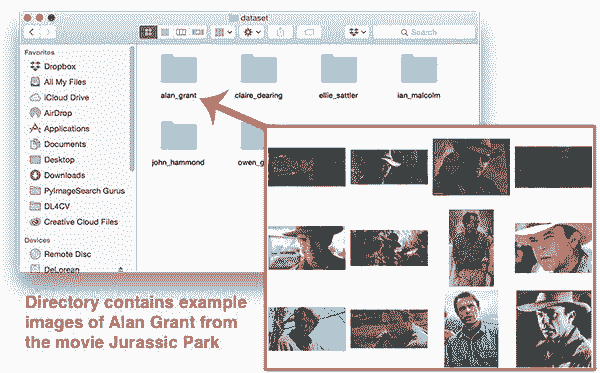 dataset
Search
Favorites
Dropbox
All My Files
iCloud Drive
AirDrop
Applications
Documents
Desktop
Downloads
PyImageSearch Gurus
DL4CV
Creative Cloud Files
Devices
Remote Disc
DeLorean
alan_grant
claire_dearing
ellie_sattler
ian_malcolm
john_hammond
owen_g
Directory contains example
images of Alan Grant from
the movie Jurassic Park